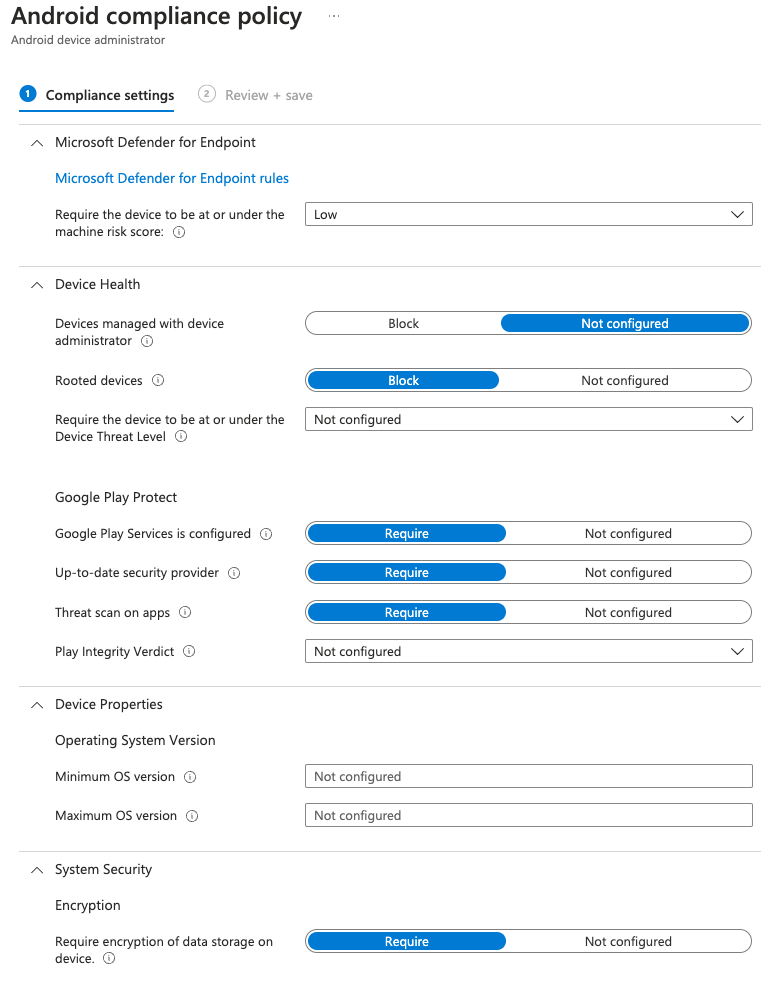 Android compliance policy ...
Android device administrator
1 Compliance settings 2 Review + save
Microsoft Defender for Endpoint
Microsoft Defender for Endpoint rules
Require the device to be at or under the Low
machine risk score:
Device Health
Devices managed with device Block Not configured
administrator
Rooted devices Block Not configured
Require the device to be at or under the Not configured
Device Threat Level
Google Play Protect
Google Play Services is configured Require Not configured
Up-to-date security provider Require Not configured
Threat scan on apps Require Not configured
Play Integrity Verdict Not configured
Device Properties
Operating System Version
Minimum OS version Not configured
Maximum OS version Not configured
System Security
Encryption
Require encryption of data storage on Require Not configured
device.